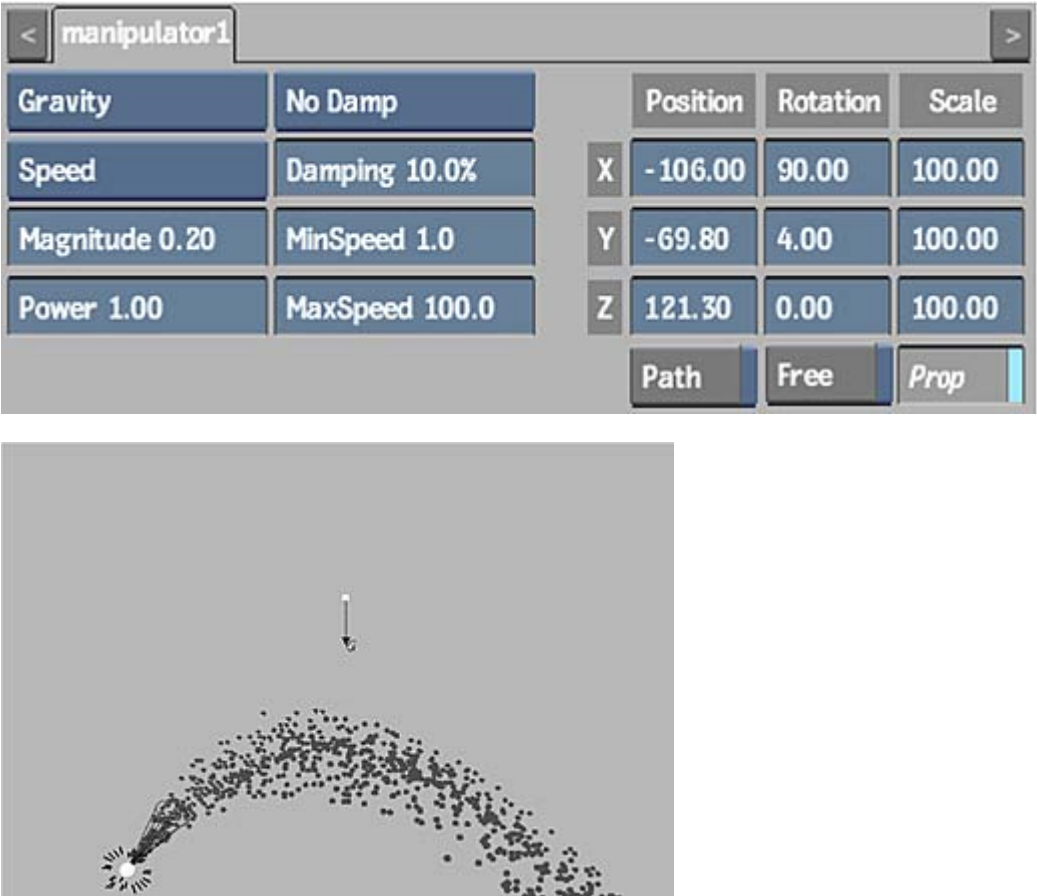 < manipulator1 >
Gravity No Damp Position Rotation Scale
Speed Damping 10.0% X -106.00 90.00 100.00
Magnitude 0.20 MinSpeed 1.0 Y -69.80 4.00 100.00
Power 1.00 MaxSpeed 100.0 Z 121.30 0.00 100.00
Path Free Prop